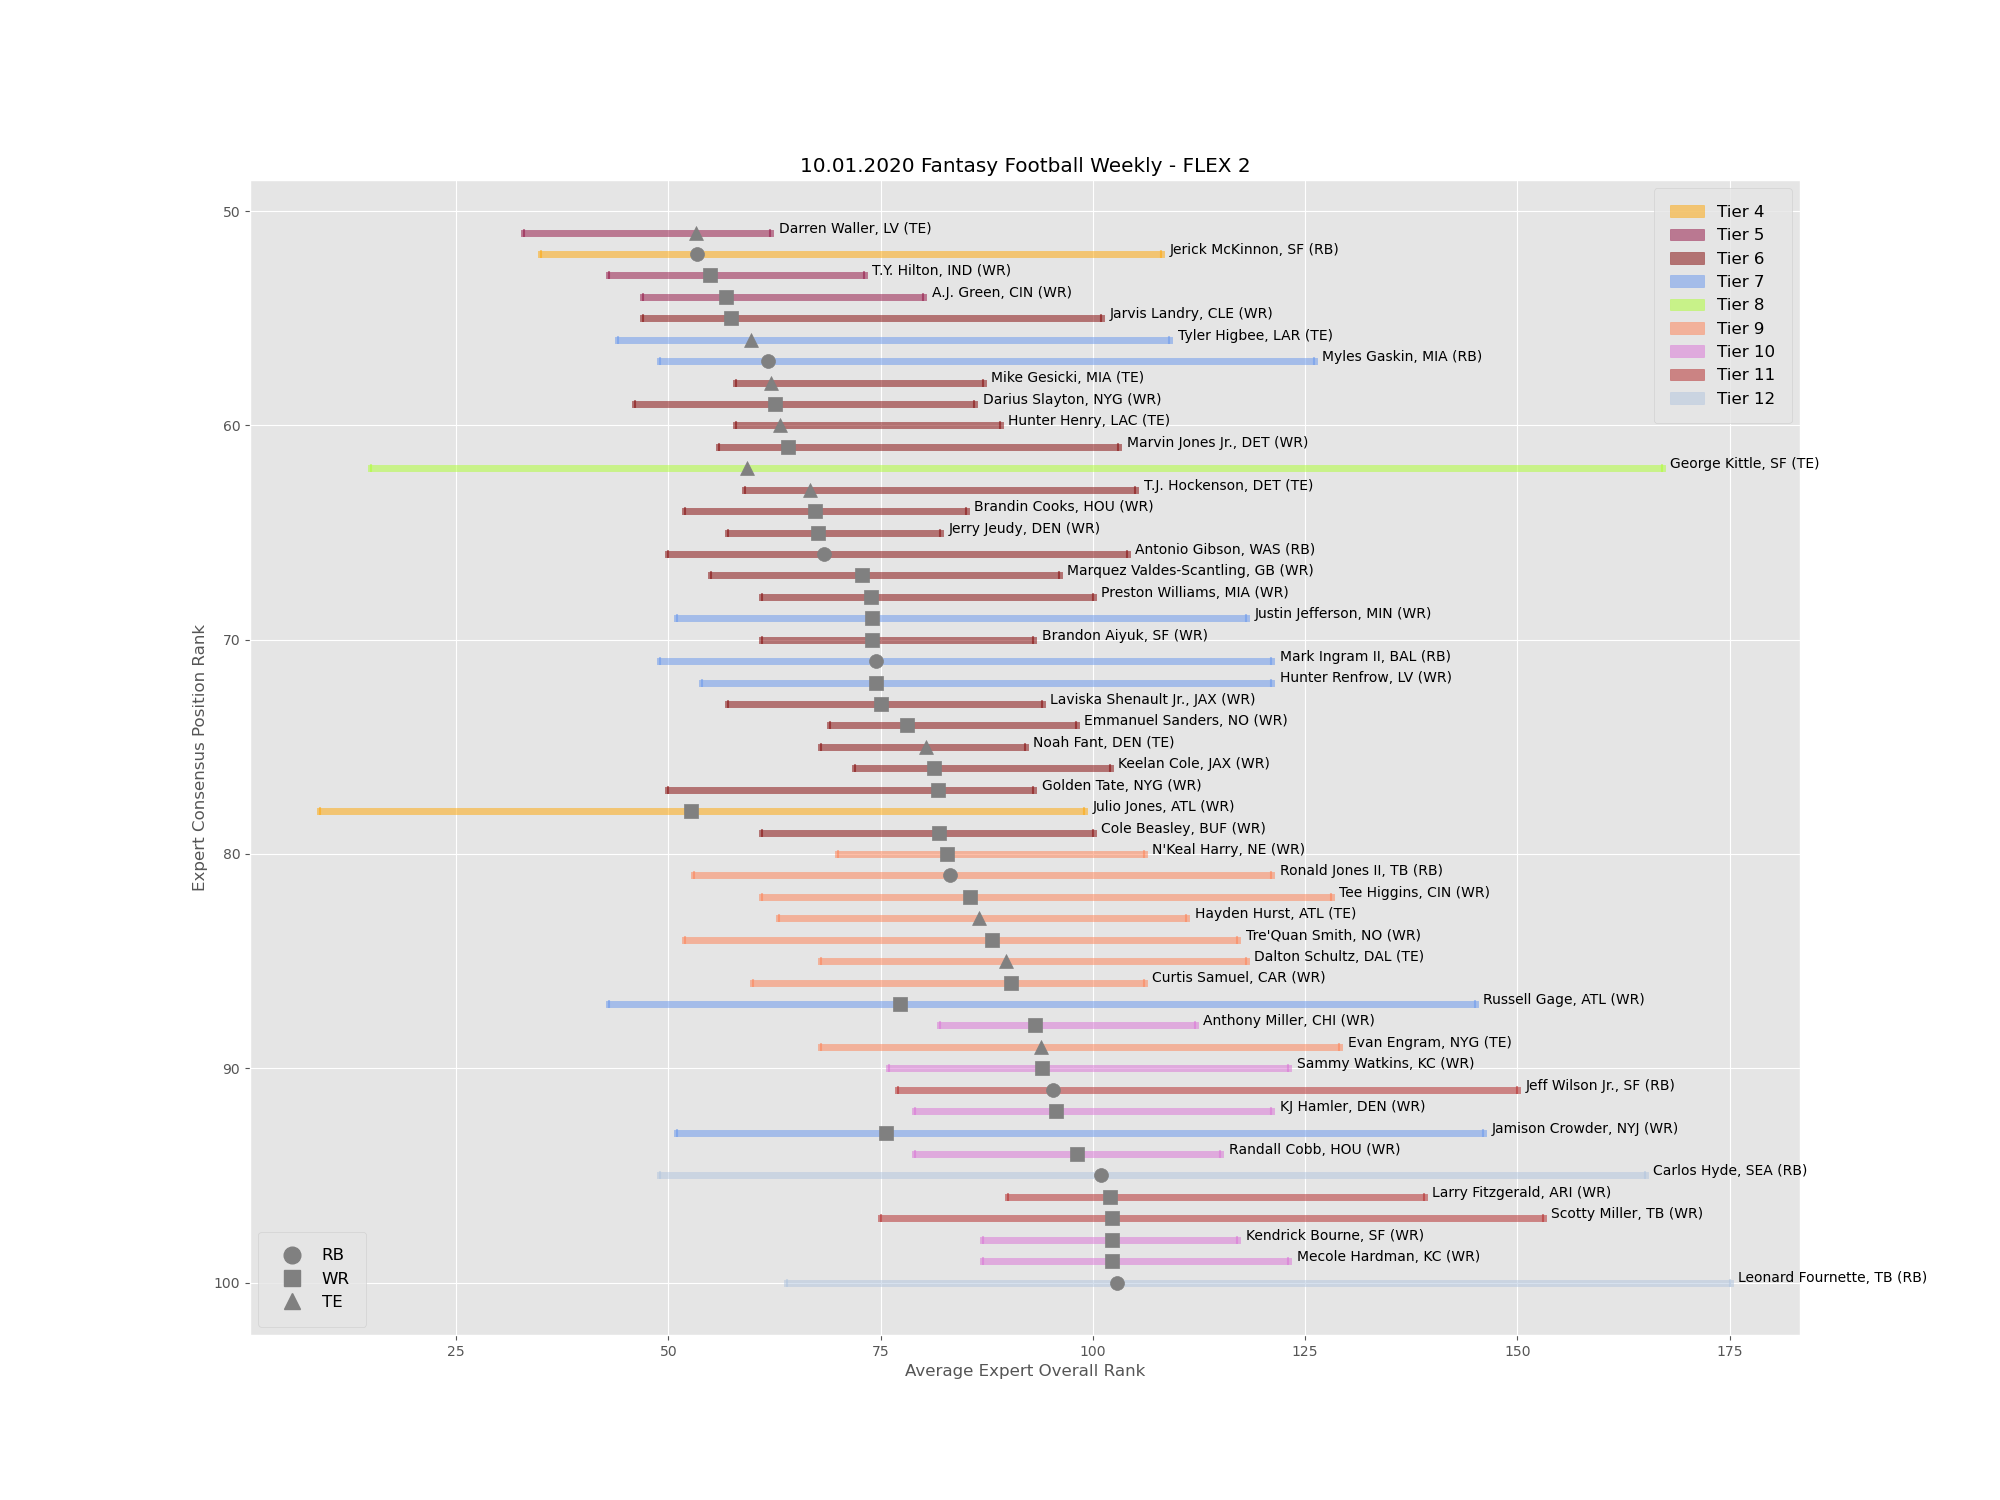 10.01.2020 Fantasy Football Weekly - FLEX 2
Tier 4
Tier 5
Tier 6
Tier 7
Tier 8
Tier 9
Tier 10
Tier 11
Tier 12
50
60
70
80
90
100
Expert Consensus Position Rank
Darren Waller, LV (TE)
Jerick McKinnon, SF (RB)
T.Y. Hilton, IND (WR)
A.J. Green, CIN (WR)
Jarvis Landry, CLE (WR)
Tyler Higbee, LAR (TE)
Myles Gaskin, MIA (RB)
Mike Gesicki, MIA (TE)
Darius Slayton, NYG (WR)
Hunter Henry, LAC (TE)
Marvin Jones Jr., DET (WR)
George Kittle, SF (TE)
T.J. Hockenson, DET (TE)
Brandin Cooks, HOU (WR)
Jerry Jeudy, DEN (WR)
Antonio Gibson, WAS (RB)
Marquez Valdes-Scantling, GB (WR)
Preston Williams, MIA (WR)
Justin Jefferson, MIN (WR)
Brandon Aiyuk, SF (WR)
Mark Ingram II, BAL (RB)
Hunter Renfrow, LV (WR)
Laviska Shenault Jr., JAX (WR)
Emmanuel Sanders, NO (WR)
Noah Fant, DEN (TE)
Keelan Cole, JAX (WR)
Golden Tate, NYG (WR)
Julio Jones, ATL (WR)
Cole Beasley, BUF (WR)
N'Keal Harry, NE (WR)
Ronald Jones II, TB (RB)
Tee Higgins, CIN (WR)
Hayden Hurst, ATL (TE)
Tre'Quan Smith, NO (WR)
Dalton Schultz, DAL (TE)
Curtis Samuel, CAR (WR)
Russell Gage, ATL (WR)
Anthony Miller, CHI (WR)
Evan Engram, NYG (TE)
Sammy Watkins, KC (WR)
Jeff Wilson Jr., SF (RB)
KJ Hamler, DEN (WR)
Jamison Crowder, NYJ (WR)
Randall Cobb, HOU (WR)
Carlos Hyde, SEA (RB)
Larry Fitzgerald, ARI (WR)
Scotty Miller, TB (WR)
Kendrick Bourne, SF (WR)
Mecole Hardman, KC (WR)
Leonard Fournette, TB (RB)
RB
WR
TE
25
50
75
100
125
150
175
Average Expert Overall Rank